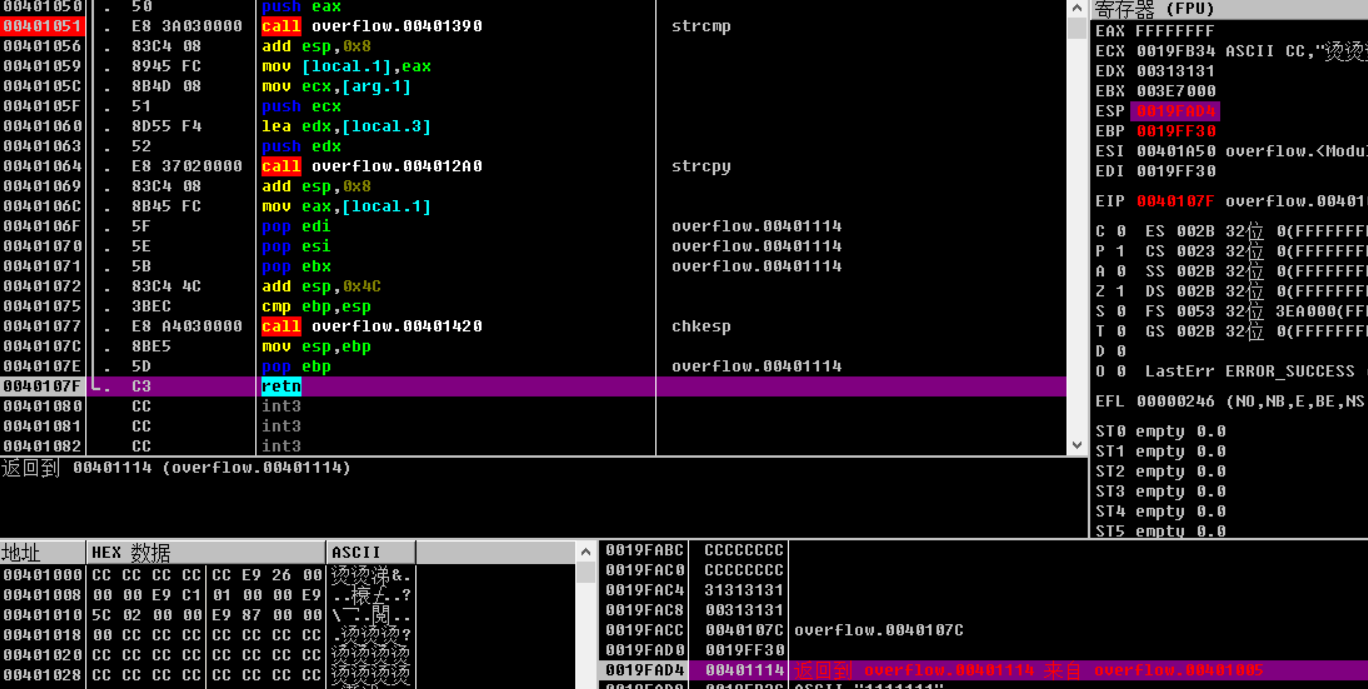 00401050 . 50 push eax
00401051 . E8 3A030000 call overflow.00401390 strcmp
00401056 . 83C4 08 add esp,0x8
00401059 . 8945 FC mov [local.1],eax
0040105C . 8B4D 08 mov ecx,[arg.1]
0040105F . 51 push ecx
00401060 . 8D55 F4 lea edx,[local.3]
00401063 . 52 push edx
00401064 . E8 37020000 call overflow.004012A0 strcpy
00401069 . 83C4 08 add esp,0x8
0040106C . 8B45 FC mov eax,[local.1]
0040106F . 5F pop edi overflow.00401114
00401070 . 5E pop esi overflow.00401114
00401071 . 5B pop ebx overflow.00401114
00401072 . 83C4 4C add esp,0x4C
00401075 . 3BEC cmp ebp,esp
00401077 . E8 A4030000 call overflow.00401420 chkesp
0040107C . 8BE5 mov esp,ebp
0040107E . 5D pop ebp overflow.00401114
0040107F . C3 retn
00401080 CC int3
00401081 CC int3
00401082 CC int3
返回到 00401114 (overflow.00401114)
寄存器 (FPU)
EAX FFFFFFFF
ECX 0019FB34 ASCII CC,"烫烫
EDX 00313131
EBX 003E7000
ESP 0019FAD4
EBP 0019FF30
ESI 00401A50 overflow.<Modul
EDI 0019FF30
EIP 0040107F overflow.00401
C 0 ES 002B 32位 0(FFFFFFF
P 1 CS 0023 32位 0(FFFFFFF
A 0 SS 002B 32位 0(FFFFFFF
Z 1 DS 002B 32位 0(FFFFFFF
S 0 FS 0053 32位 3EA000(FF
T 0 GS 002B 32位 0(FFFFFFF
D 0
O 0 LastErr ERROR_SUCCESS
EFL 00000246 (NO,NB,E,BE,NS
ST0 empty 0.0
ST1 empty 0.0
ST2 empty 0.0
ST3 empty 0.0
ST4 empty 0.0
ST5 empty 0.0
地址 HEX 数据 ASCII
00401000 CC CC CC CC CC E9 26 00 烫烫涕&.
00401008 00 00 E9 C1 01 00 00 E9
00401010 5C 02 00 00 E9 87 00 00
00401018 00 CC CC CC CC CC CC CC .烫烫烫?
00401020 CC CC CC CC CC CC CC CC 烫烫烫烫
00401028 CC CC CC CC CC CC CC CC 烫烫烫烫
0019FABC CCCCCCCC
0019FAC0 CCCCCCCC
0019FAC4 31313131
0019FAC8 00313131
0019FACC 0040107C overflow.0040107C
0019FAD0 0019FF30
0019FAD4 00401114 返回到 overflow.00401114 来自 overflow.00401005